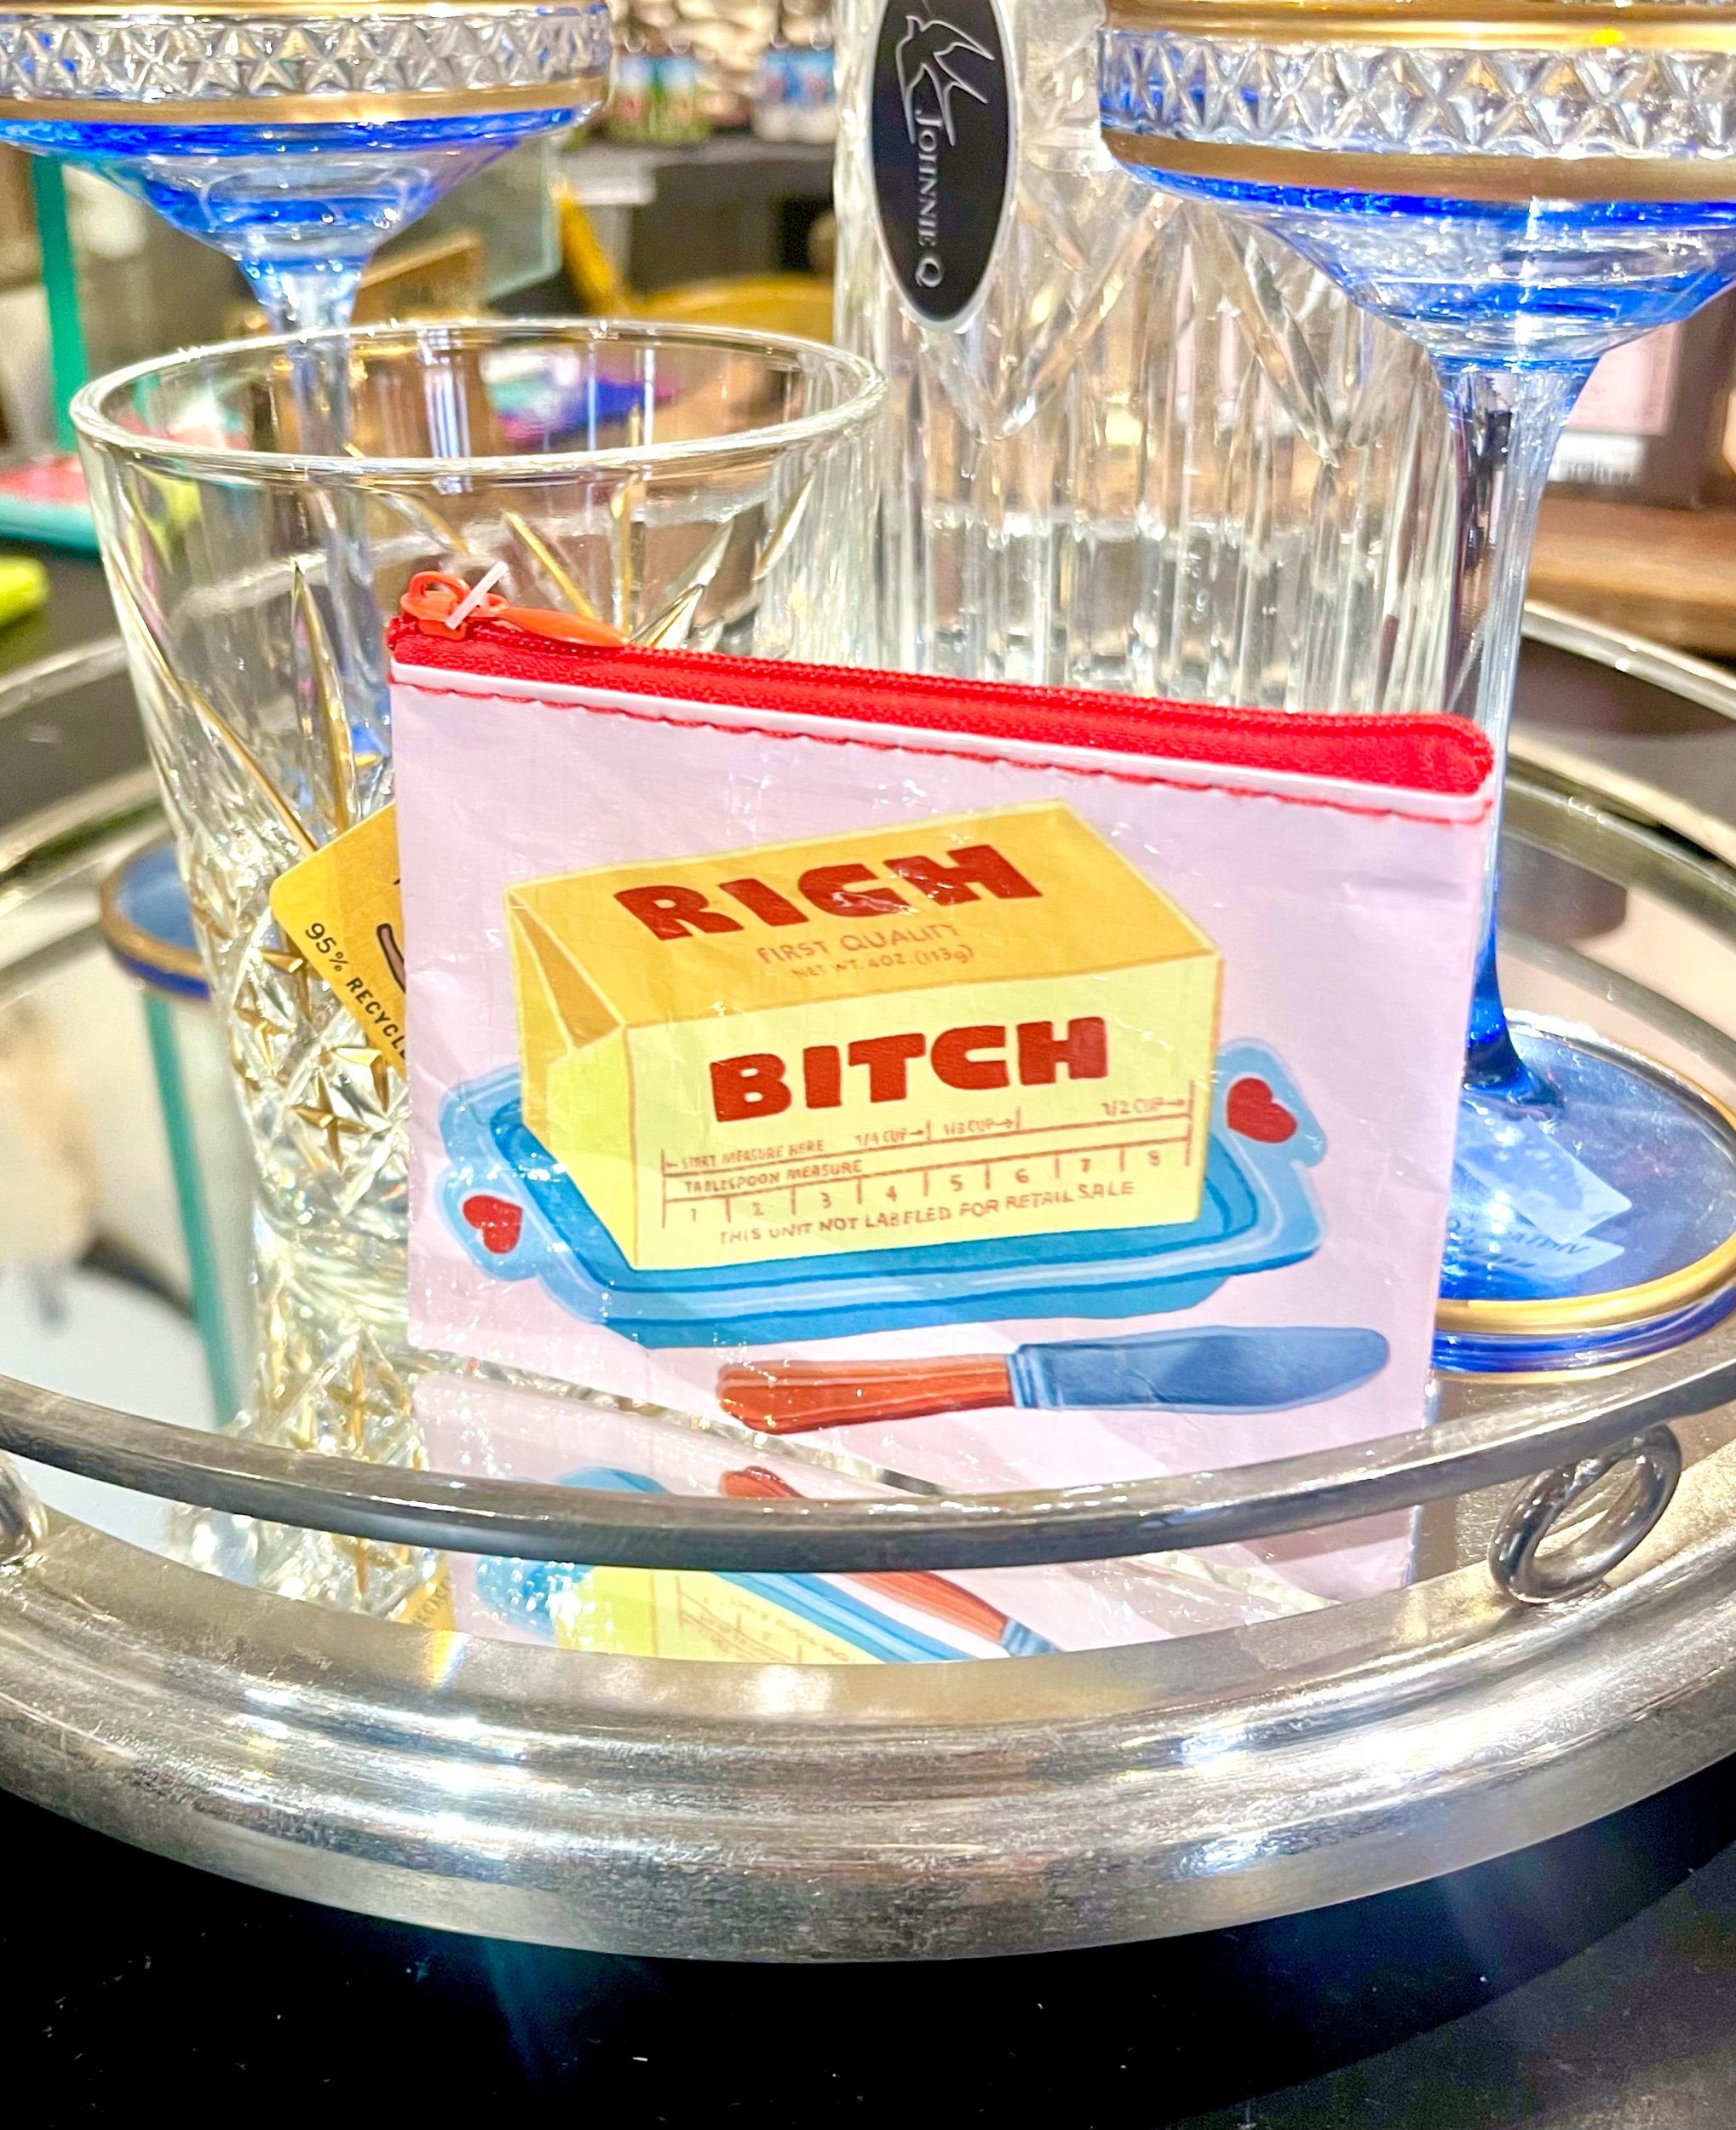 JOINNIE Q
95% RECYCLE
RICH
FIRST QUALITY
NET WT. 4OZ. (113g)
BITCH
START MEASURE HERE 1/4 CUP 1/3 CUP 1/2 CUP
TABLESPOON MEASURE
1 2 3 4 5 6 7 8
THIS UNIT NOT LABELED FOR RETAIL SALE